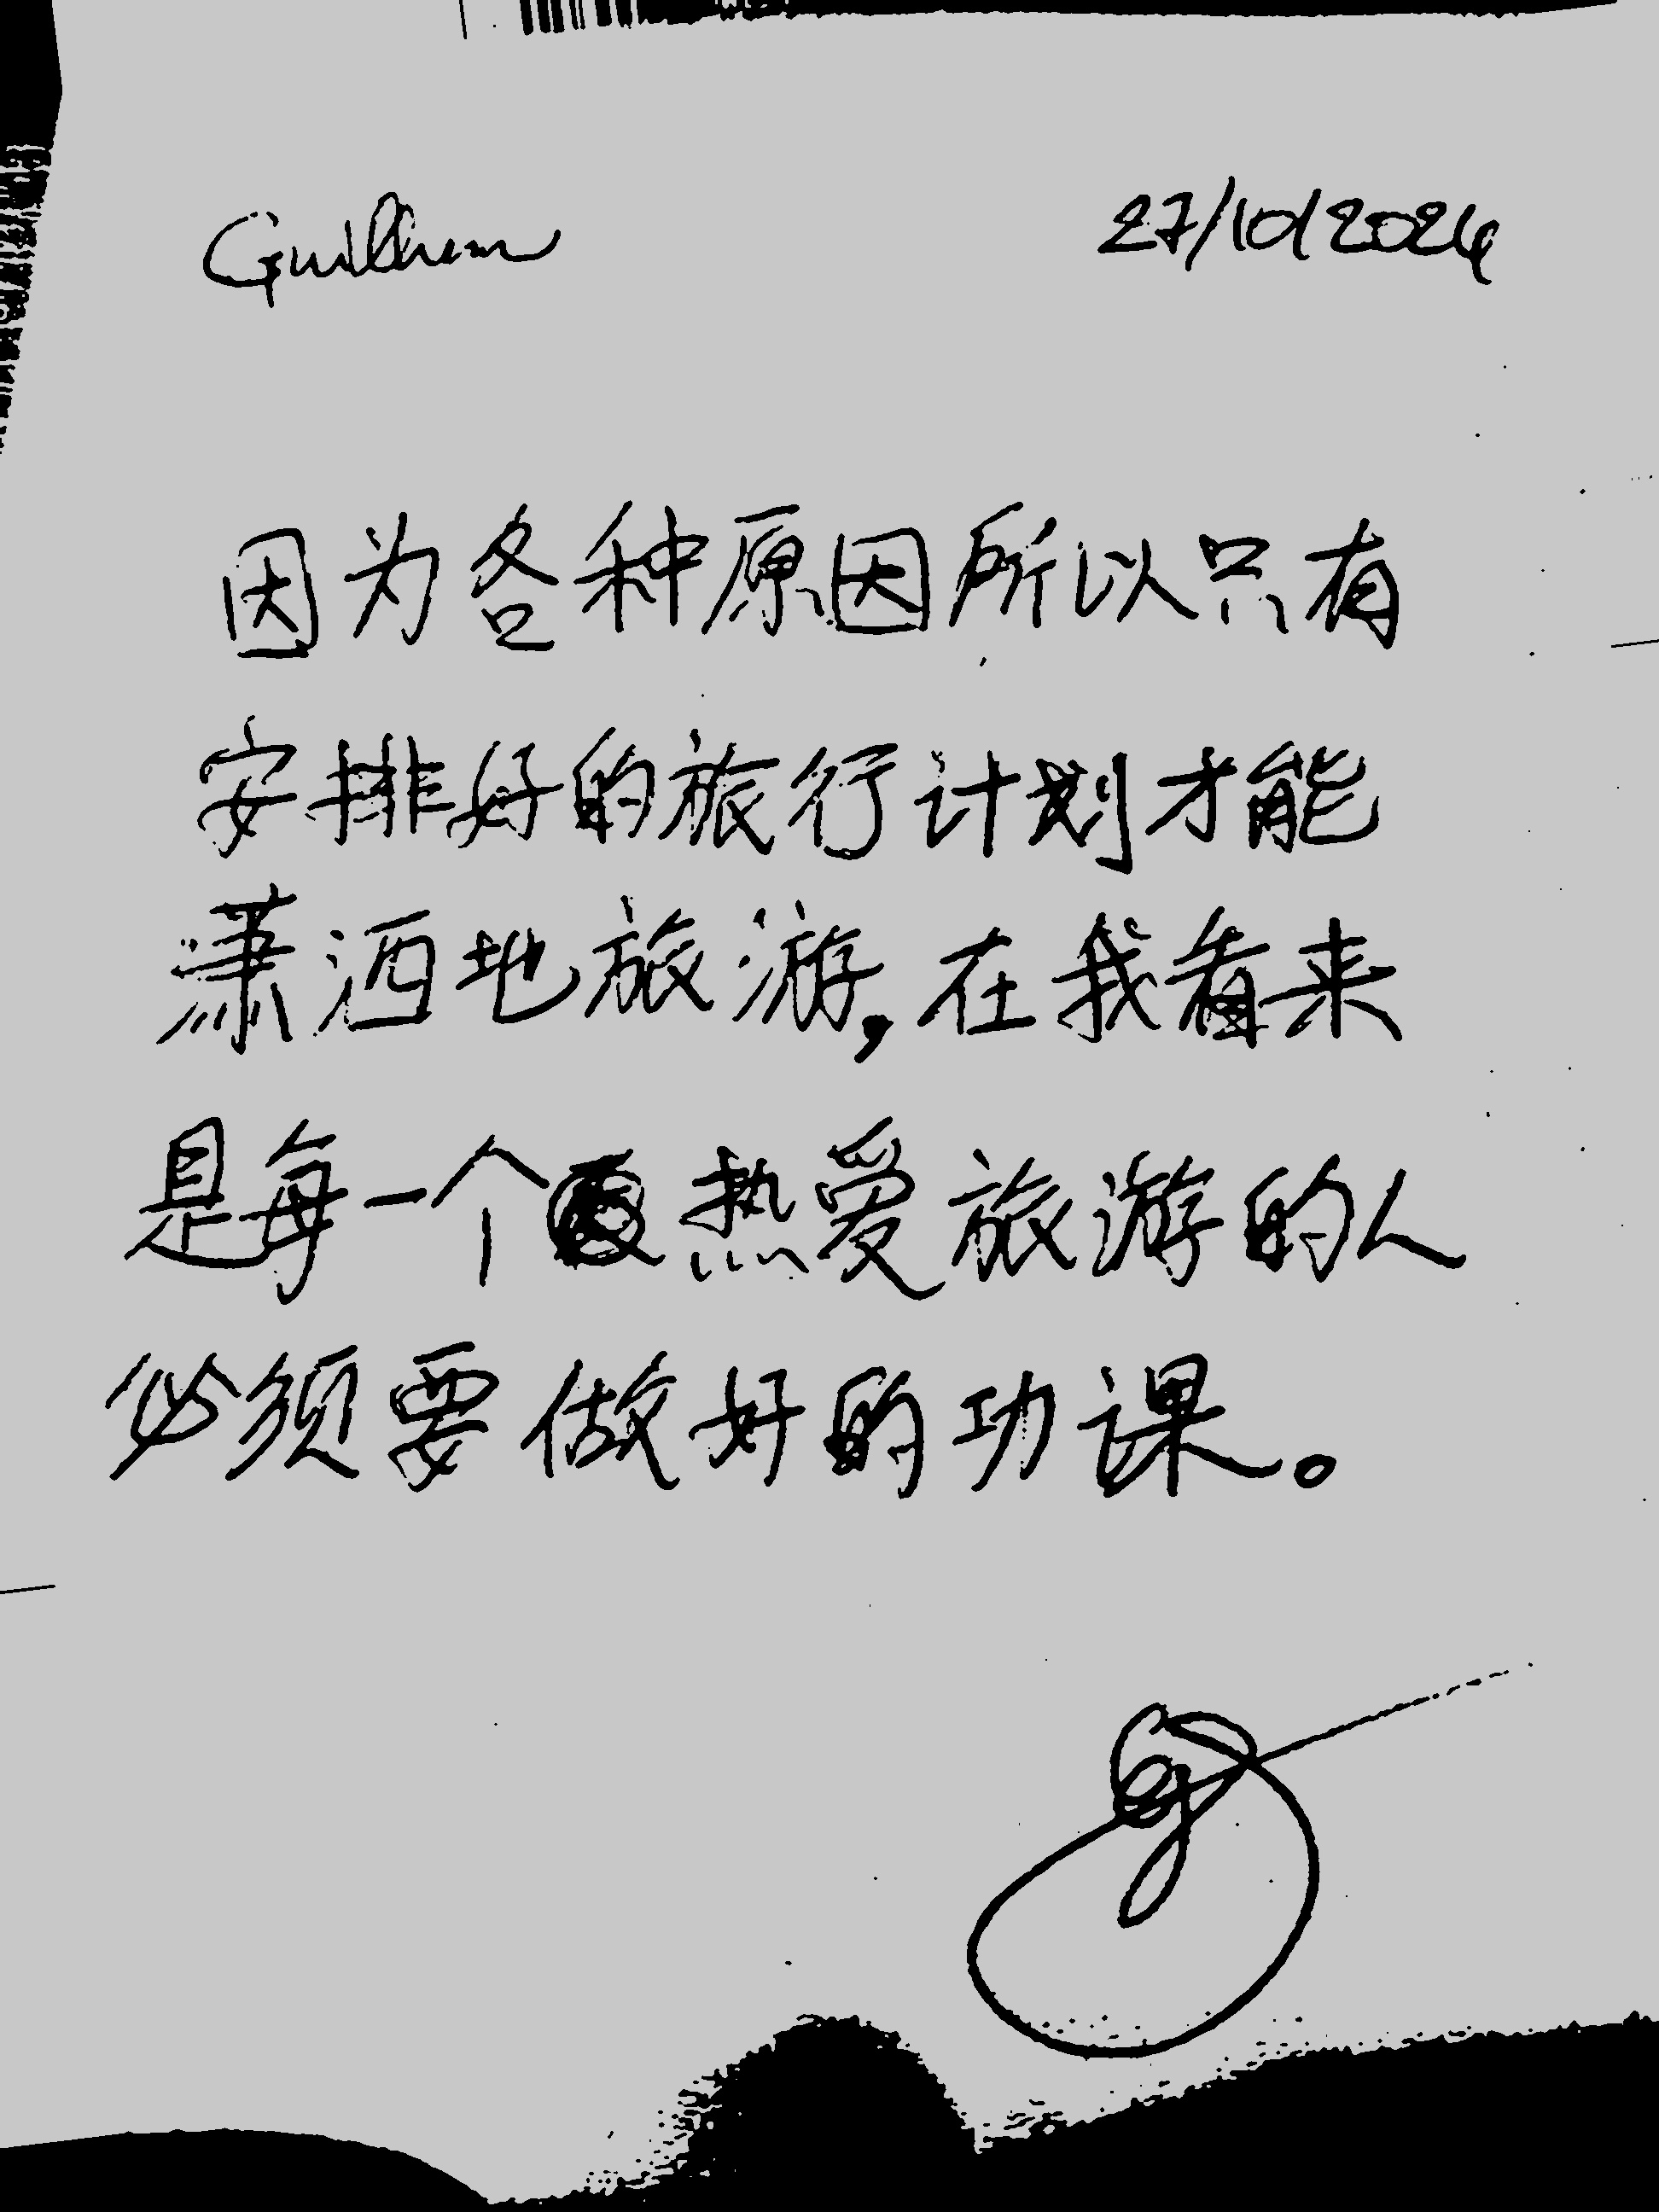 Guilhem 27/10/2024
因为各种原因所以只有
安排好的旅行计划才能
潇洒地旅游,在我看来
是每一个热爱旅游的人
必须要做好的功课。